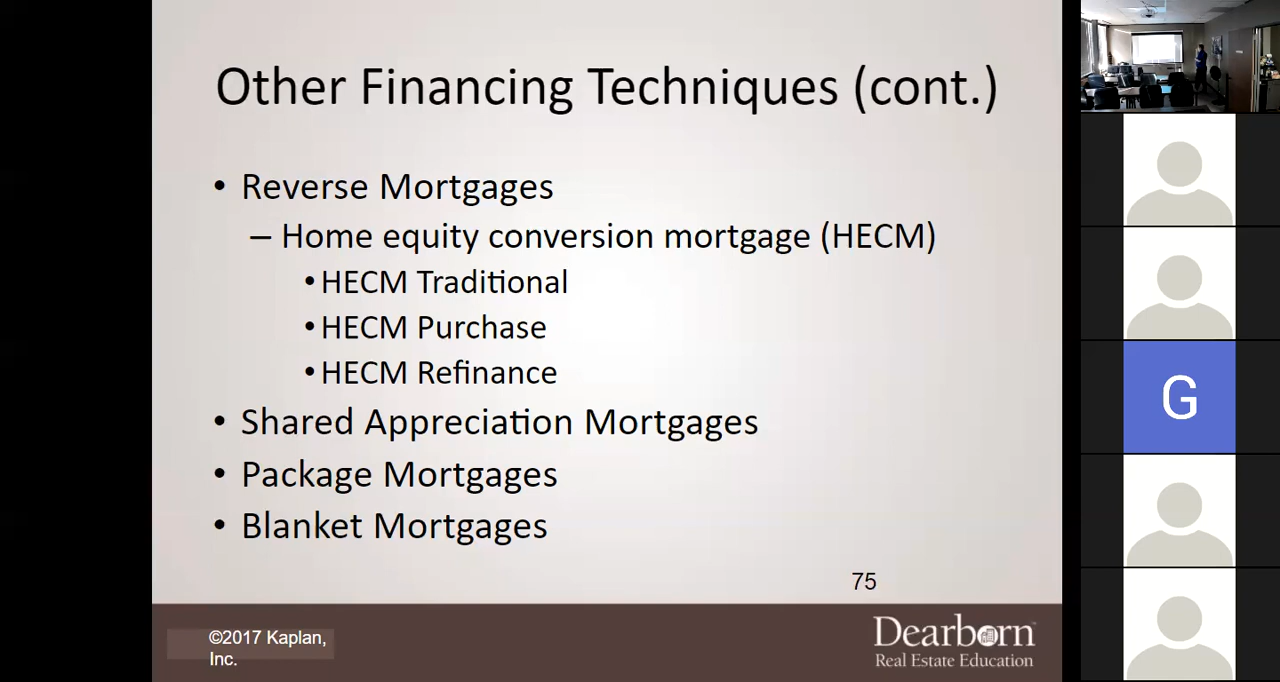 Other Financing Techniques (cont.)
• Reverse Mortgages
– Home equity conversion mortgage (HECM)
• HECM Traditional
• HECM Purchase
• HECM Refinance
• Shared Appreciation Mortgages
• Package Mortgages
• Blanket Mortgages
75
©2017 Kaplan,
Inc.
Dearborn™
Real Estate Education
G